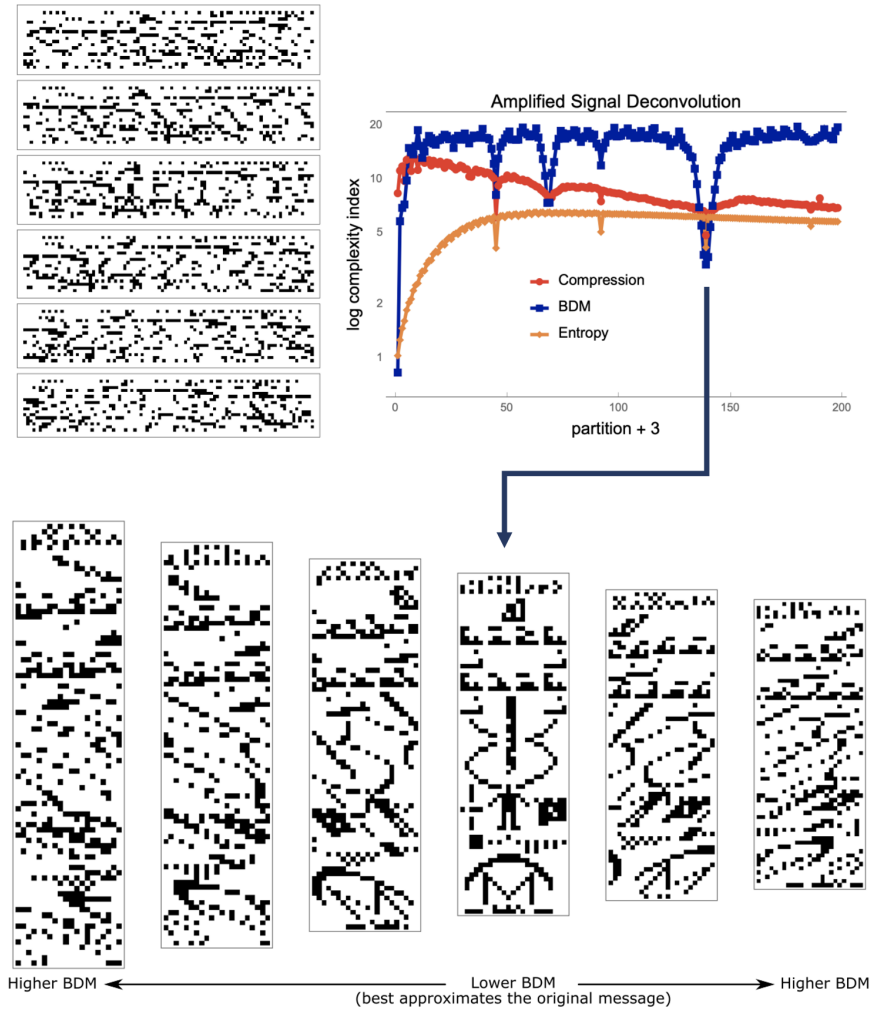 Amplified Signal Deconvolution
log complexity index
20
10
5
2
1
Compression
BDM
Entropy
0
50
100
150
200
partition + 3
Higher BDM
Lower BDM
Higher BDM
(best approximates the original message)